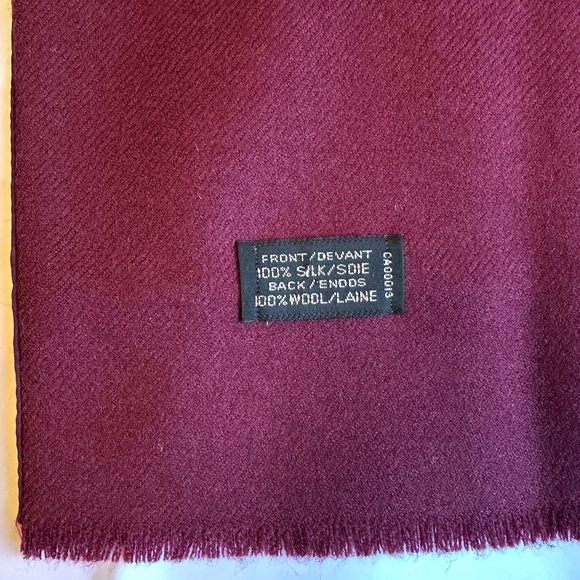 FRONT/DEVANT
100% SILK/SOIE
BACK/ENDOS
100%WOOL/LAINE
CA00013